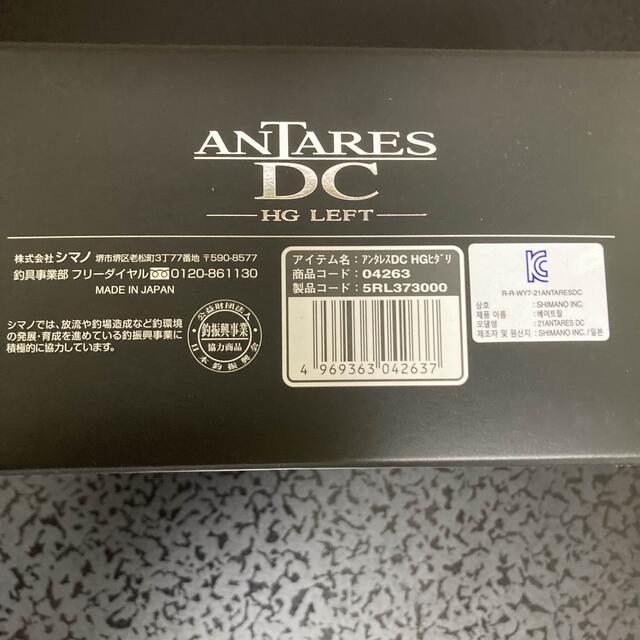 ANTARES
DC
HG LEFT
株式会社シマノ 堺市堺区老松町3丁77番地 〒590-8577
釣具事業部 フリーダイヤル 0120-861130
MADE IN JAPAN
シマノでは、放流や釣場造成など釣環境
の発展・育成を進めている釣振興事業に
積極的に協力しています。
公益財団法人
釣振興事業
協力商品
日本釣振興会
アイテム名：アンタレスDC HGヒダリ
商品コード：04263
製品コード：5RL373000
4 969363 042637
R-R-WY7-21ANTARESDC
상호 : SHIMANO INC.
제품 이름 : 베이트릴
모델명 : 21ANTARES DC
제조자 및 원산지 : SHIMANO INC./일본